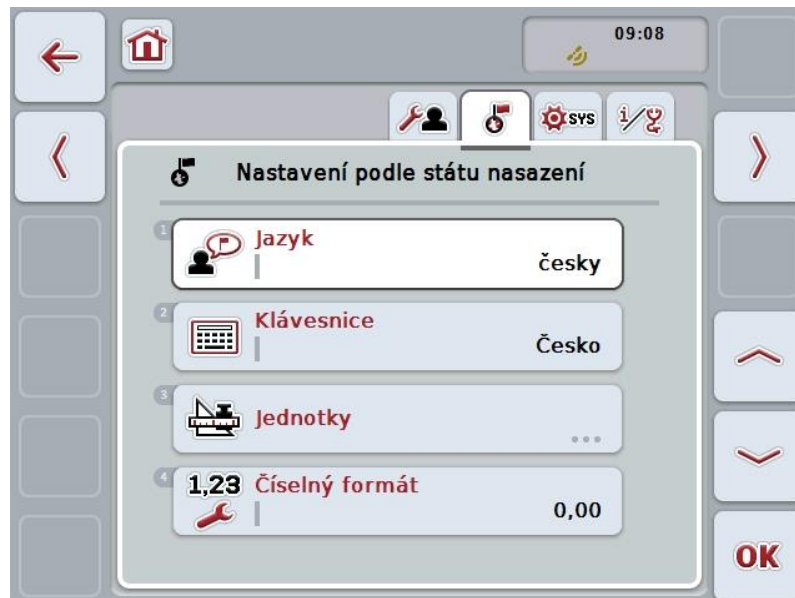 09:08
SYS
i/
Nastavení podle státu nasazení
1
Jazyk
česky
2
Klávesnice
Česko
3
Jednotky
...
4
1,23 Číselný formát
0,00
OK